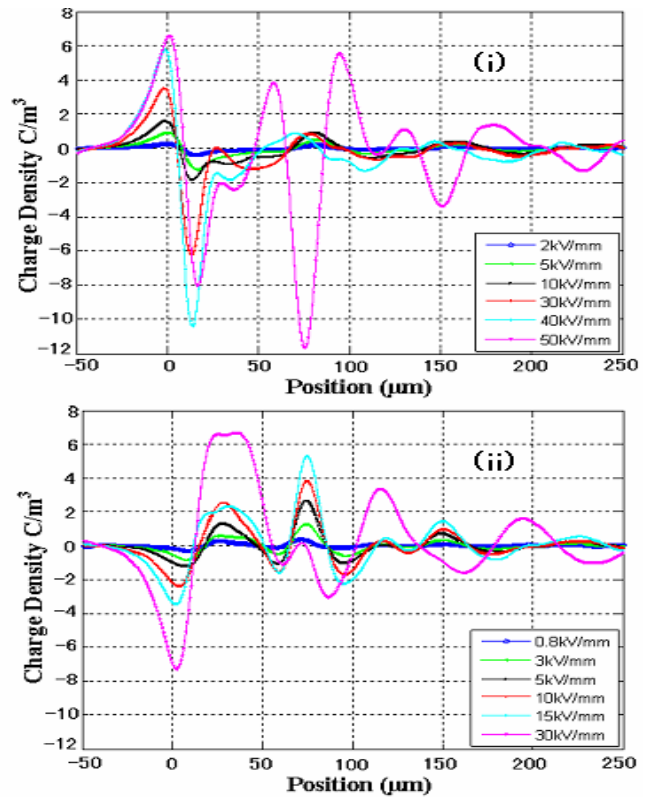 8
6
4
2
0
-2
-4
-6
-8
-10
-12
Charge Density C/m³
(i)
2kV/mm
5kV/mm
10kV/mm
30kV/mm
40kV/mm
50kV/mm
-50 0 50 100 150 200 250
Position (μm)
8
6
4
2
0
-2
-4
-6
-8
-10
-12
Charge Density C/m³
(ii)
0.8kV/mm
3kV/mm
5kV/mm
10kV/mm
15kV/mm
30kV/mm
-50 0 50 100 150 200 250
Position (μm)